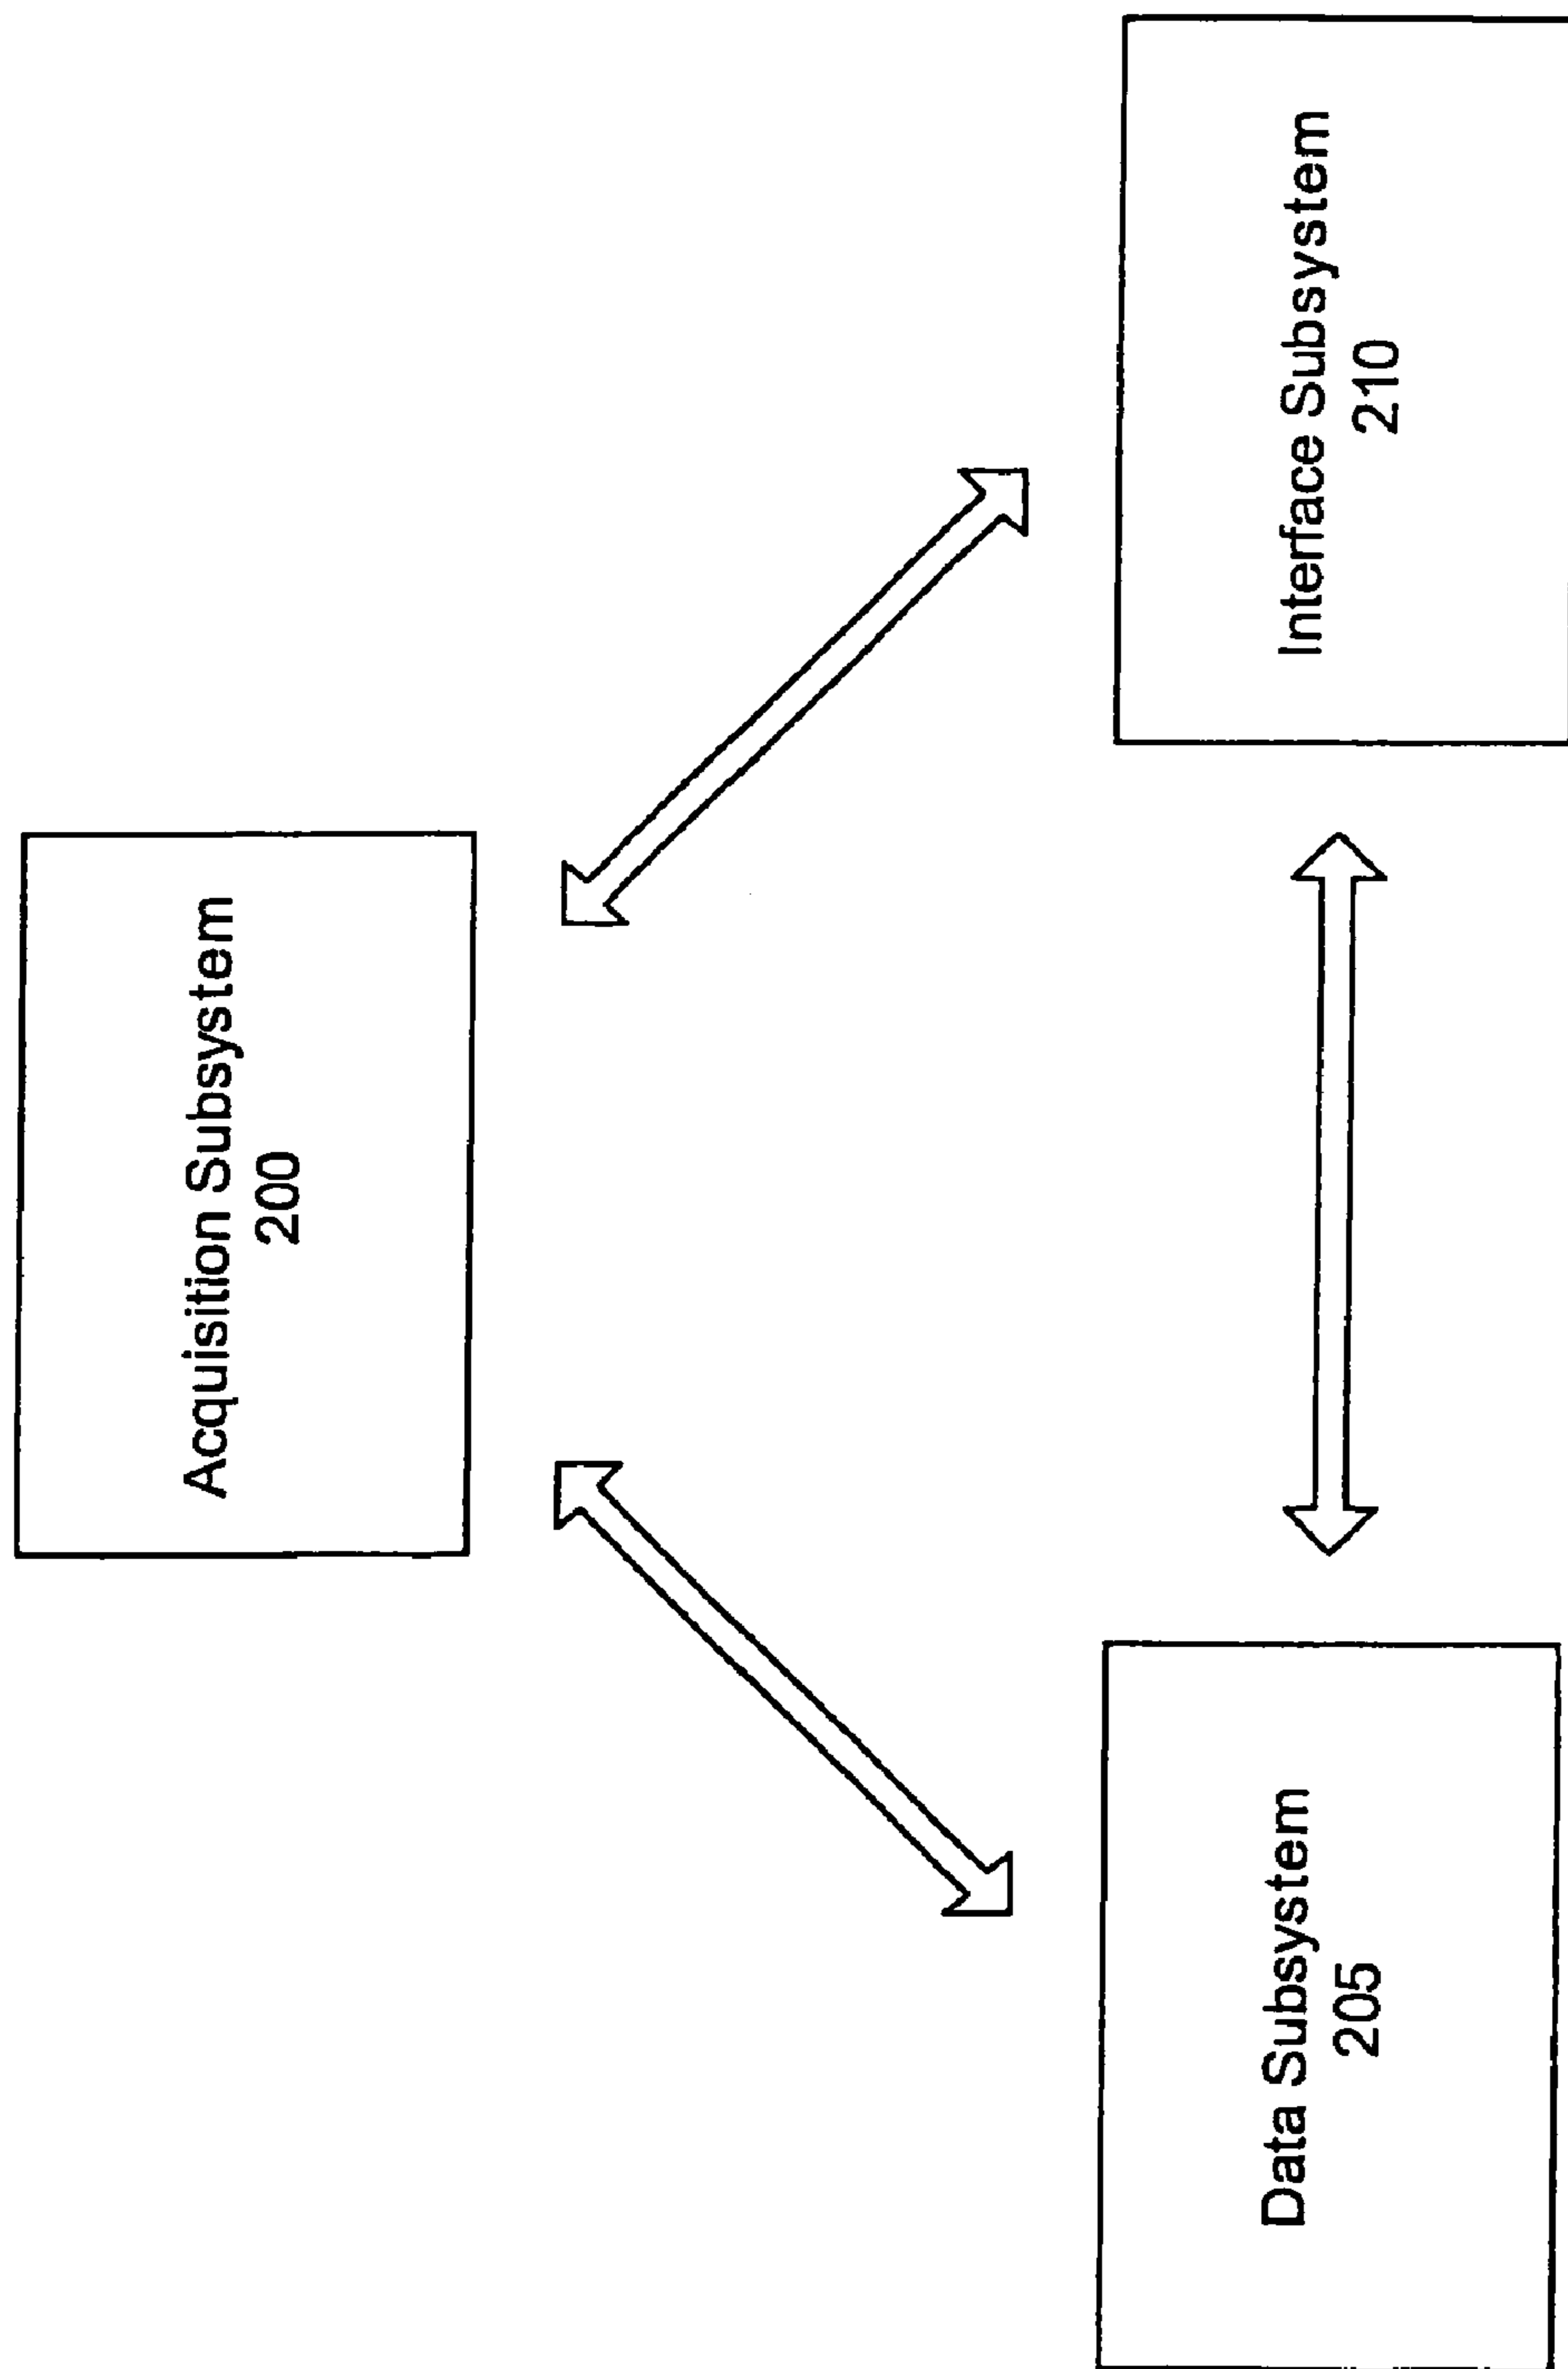 Acquisition Subsystem
200
Data Subsystem
205
Interface Subsystem
210